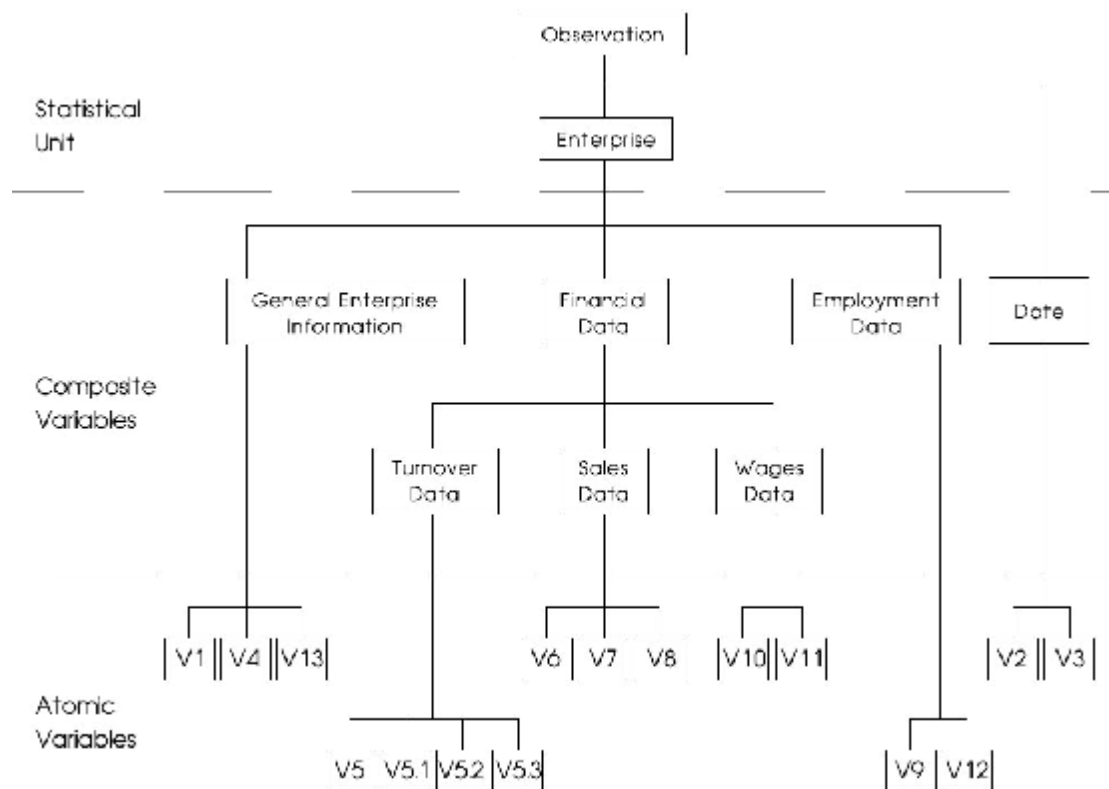 Observation
Statistical
Unit
Enterprise
General Enterprise
Information
Financial
Data
Employment
Data
Date
Composite
Variables
Turnover
Data
Sales
Data
Wages
Data
V1 V4 V13 V6 V7 V8 V10 V11 V2 V3
Atomic
Variables
V5 V5.1 V5.2 V5.3 V9 V12